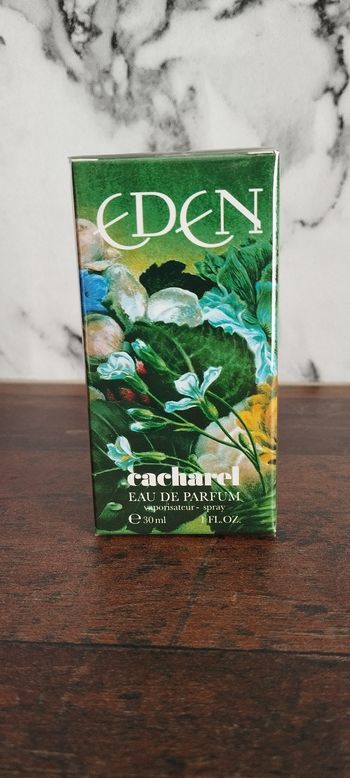 EDEN
cacharel
EAU DE PARFUM
vaporisateur - spray
℮ 30 ml 1 FL.OZ.